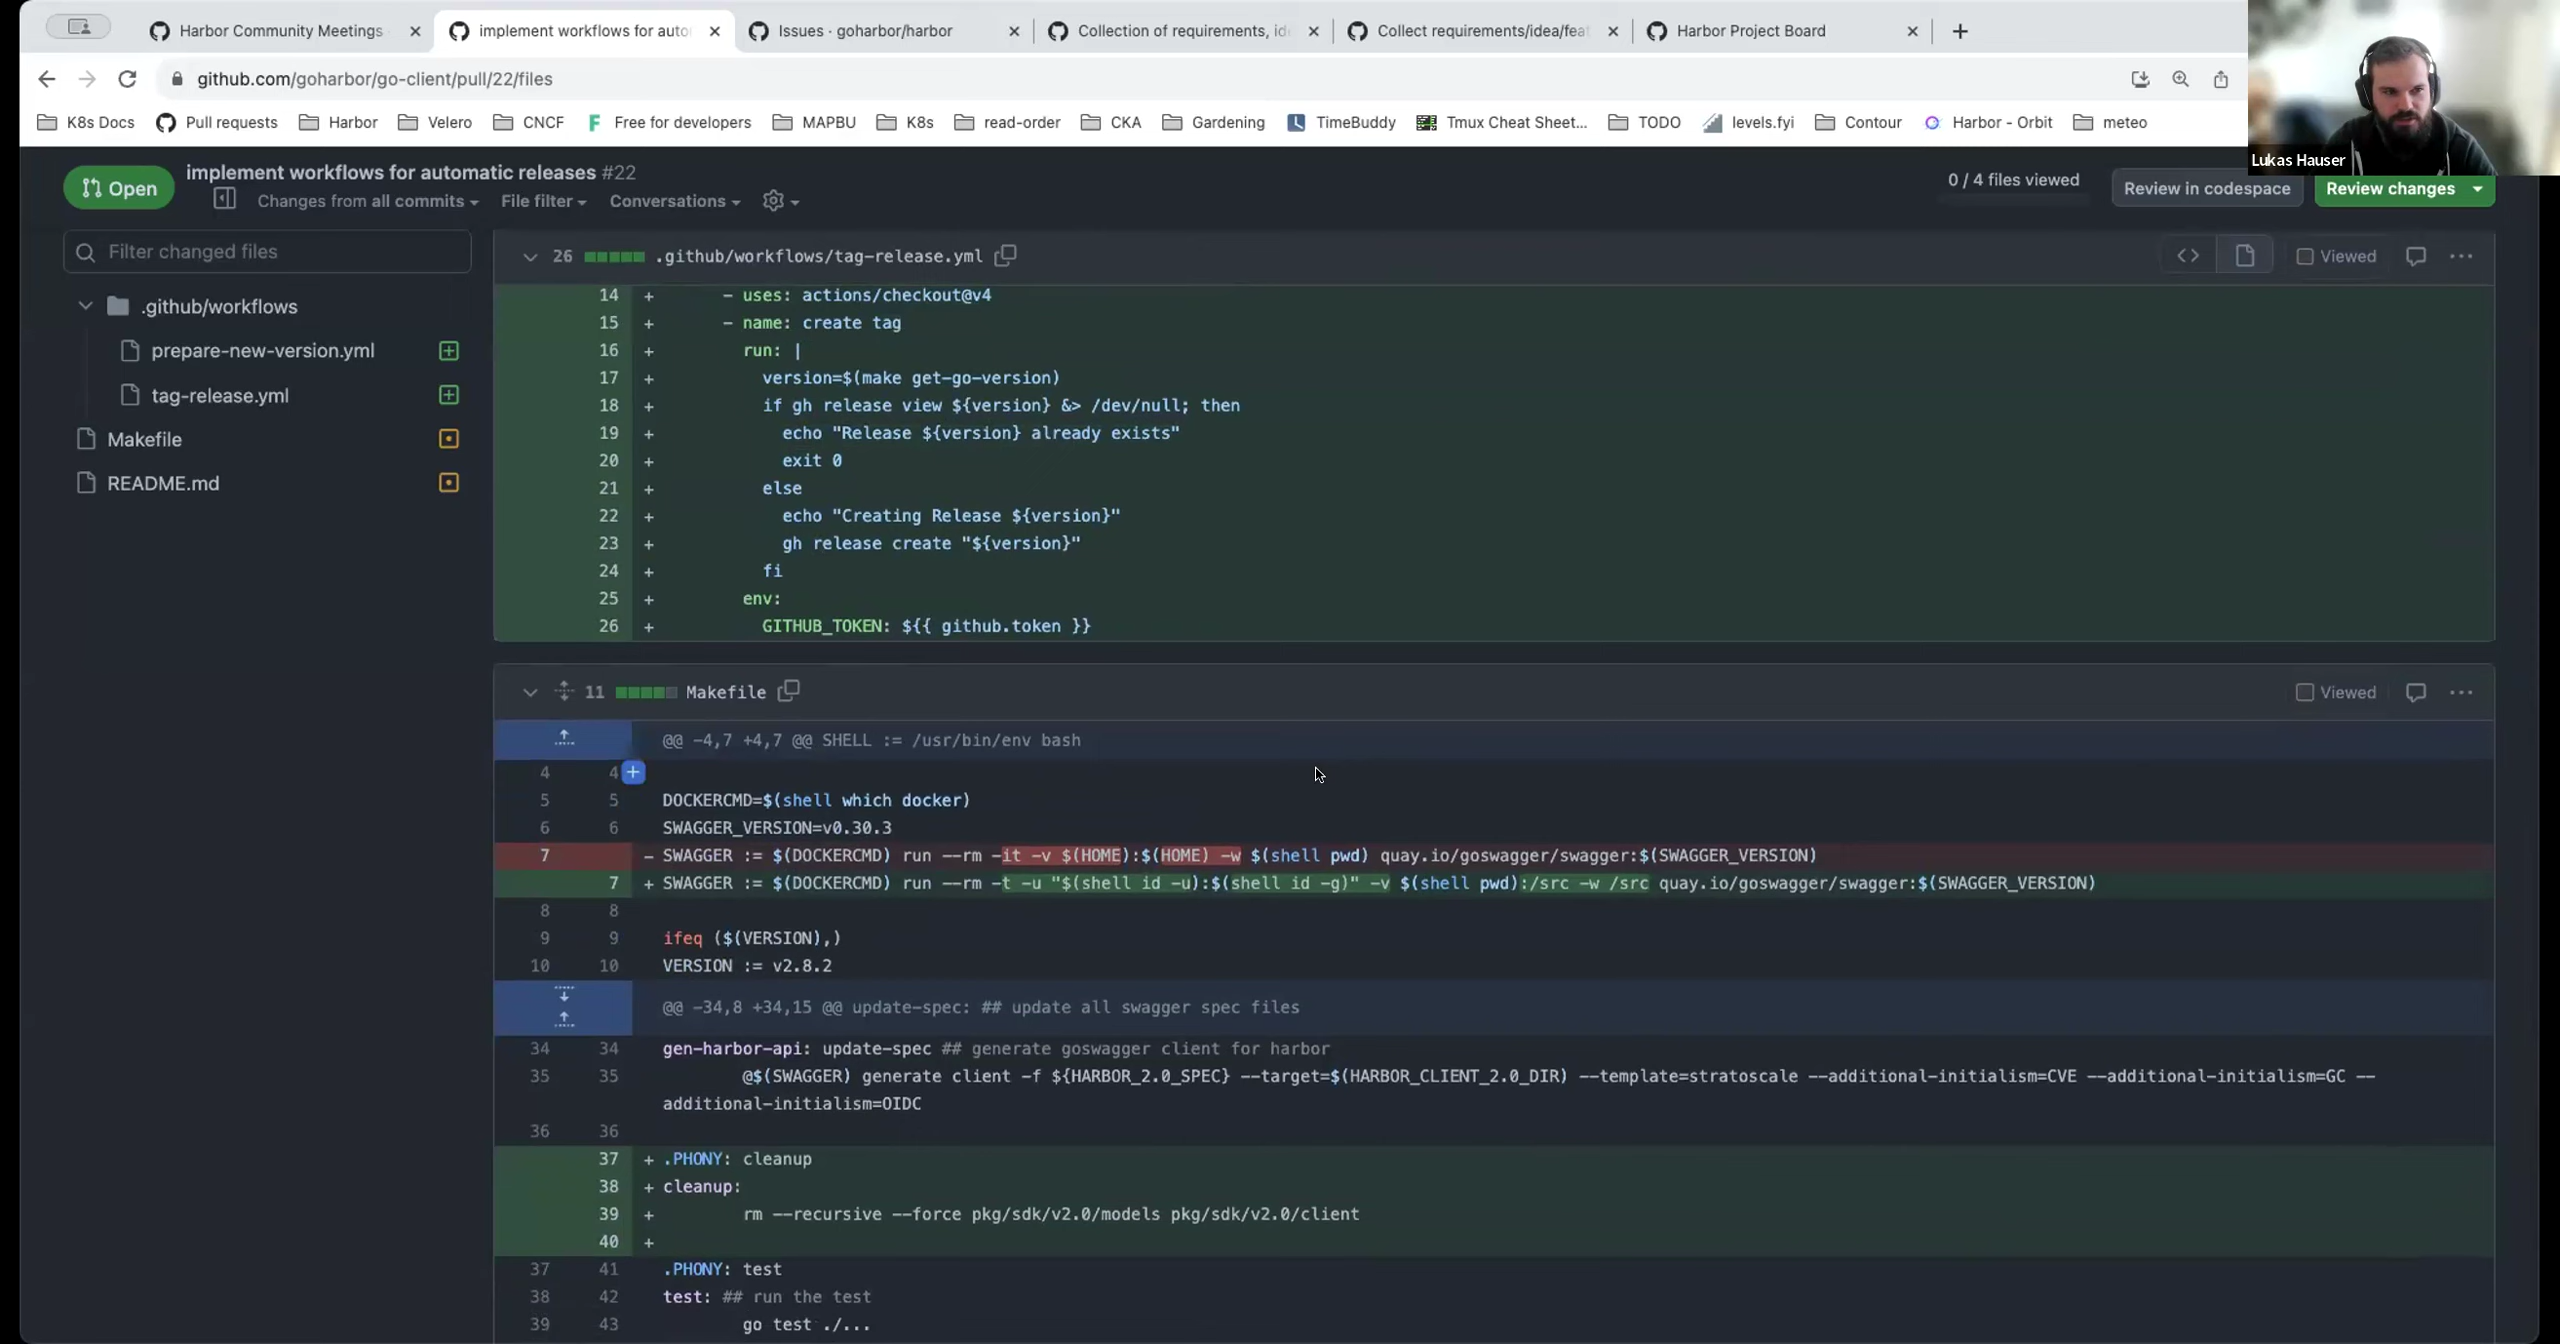 Harbor Community Meetings
implement workflows for auto
Issues · goharbor/harbor
Collection of requirements, id
Collect requirements/idea/feat
Harbor Project Board
github.com/goharbor/go-client/pull/22/files
K8s Docs
Pull requests
Harbor
Velero
CNCF
Free for developers
MAPBU
K8s
read-order
CKA
Gardening
TimeBuddy
Tmux Cheat Sheet...
TODO
levels.fyi
Contour
Harbor - Orbit
meteo
Lukas Hauser
Open
implement workflows for automatic releases #22
Changes from all commits
File filter
Conversations
0 / 4 files viewed
Review in codespace
Review changes
Filter changed files
.github/workflows
prepare-new-version.yml
tag-release.yml
Makefile
README.md
26 .github/workflows/tag-release.yml
Viewed
14 + - uses: actions/checkout@v4
15 + - name: create tag
16 + run: |
17 + version=$(make get-go-version)
18 + if gh release view ${version} &> /dev/null; then
19 + echo "Release ${version} already exists"
20 + exit 0
21 + else
22 + echo "Creating Release ${version}"
23 + gh release create "${version}"
24 + fi
25 + env:
26 + GITHUB_TOKEN: ${{ github.token }}
11 Makefile
Viewed
@@ -4,7 +4,7 @@ SHELL := /usr/bin/env bash
4 4
5 5 DOCKERCMD=$(shell which docker)
6 6 SWAGGER_VERSION=v0.30.3
7 - SWAGGER := $(DOCKERCMD) run --rm -it -v $(HOME):$(HOME) -w $(shell pwd) quay.io/goswagger/swagger:$(SWAGGER_VERSION)
7 + SWAGGER := $(DOCKERCMD) run --rm -t -u "$(shell id -u):$(shell id -g)" -v $(shell pwd):/src -w /src quay.io/goswagger/swagger:$(SWAGGER_VERSION)
8 8
9 9 ifeq ($(VERSION),)
10 10 VERSION := v2.8.2
@@ -34,8 +34,15 @@ update-spec: ## update all swagger spec files
34 34 gen-harbor-api: update-spec ## generate goswagger client for harbor
35 35 @$(SWAGGER) generate client -f ${HARBOR_2.0_SPEC} --target=$(HARBOR_CLIENT_2.0_DIR) --template=stratoscale --additional-initialism=CVE --additional-initialism=GC --
additional-initialism=OIDC
36 36
37 + .PHONY: cleanup
38 + cleanup:
39 + rm --recursive --force pkg/sdk/v2.0/models pkg/sdk/v2.0/client
40 +
37 41 .PHONY: test
38 42 test: ## run the test
39 43 go test ./...